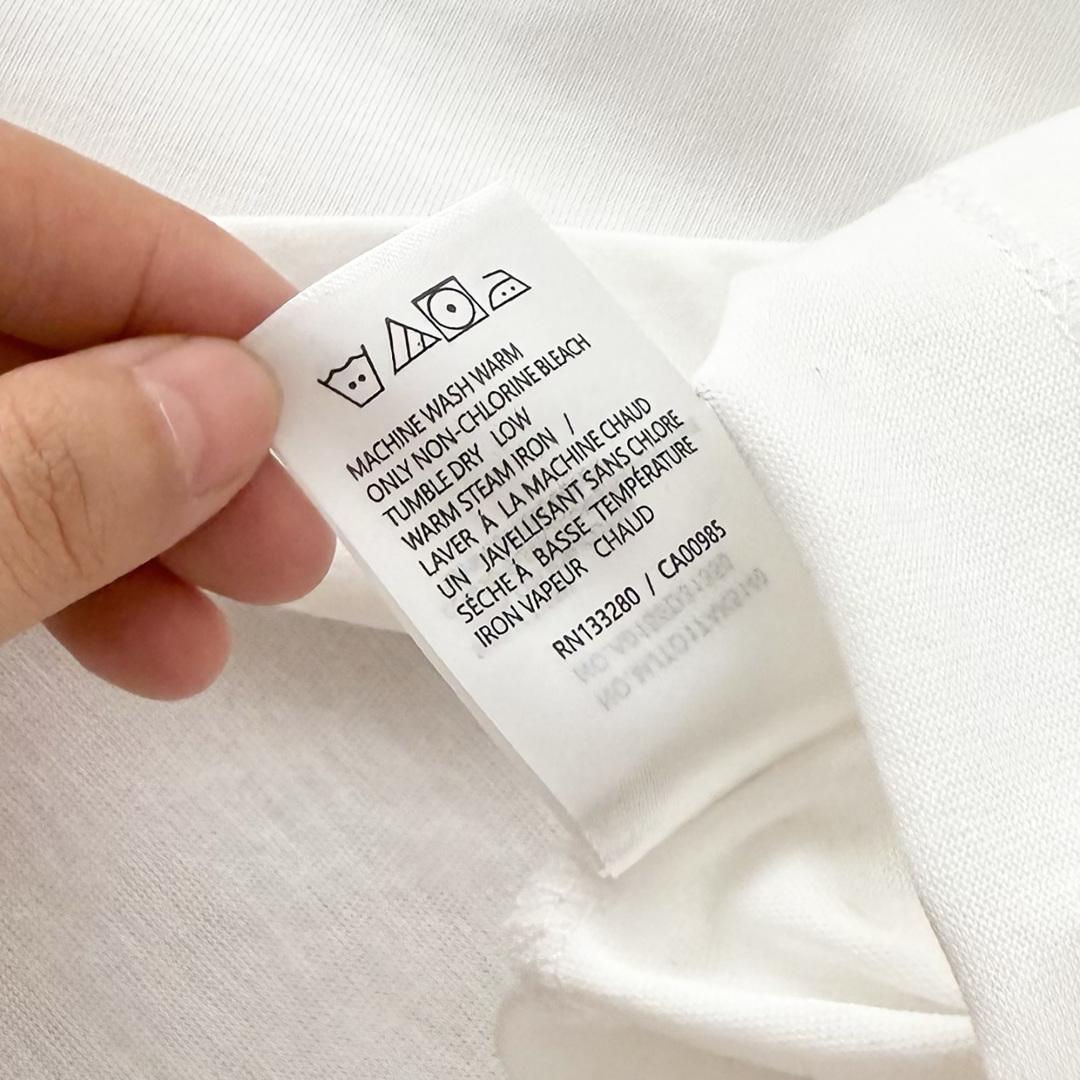 MACHINE WASH WARM
ONLY NON-CHLORINE BLEACH
TUMBLE DRY LOW
WARM STEAM IRON /
LAVER À LA MACHINE CHAUD
UN JAVELLISANT SANS CHLORE
SÉCHE À BASSE TEMPÉRATURE
IRON VAPEUR CHAUD
RN133280 / CA00985